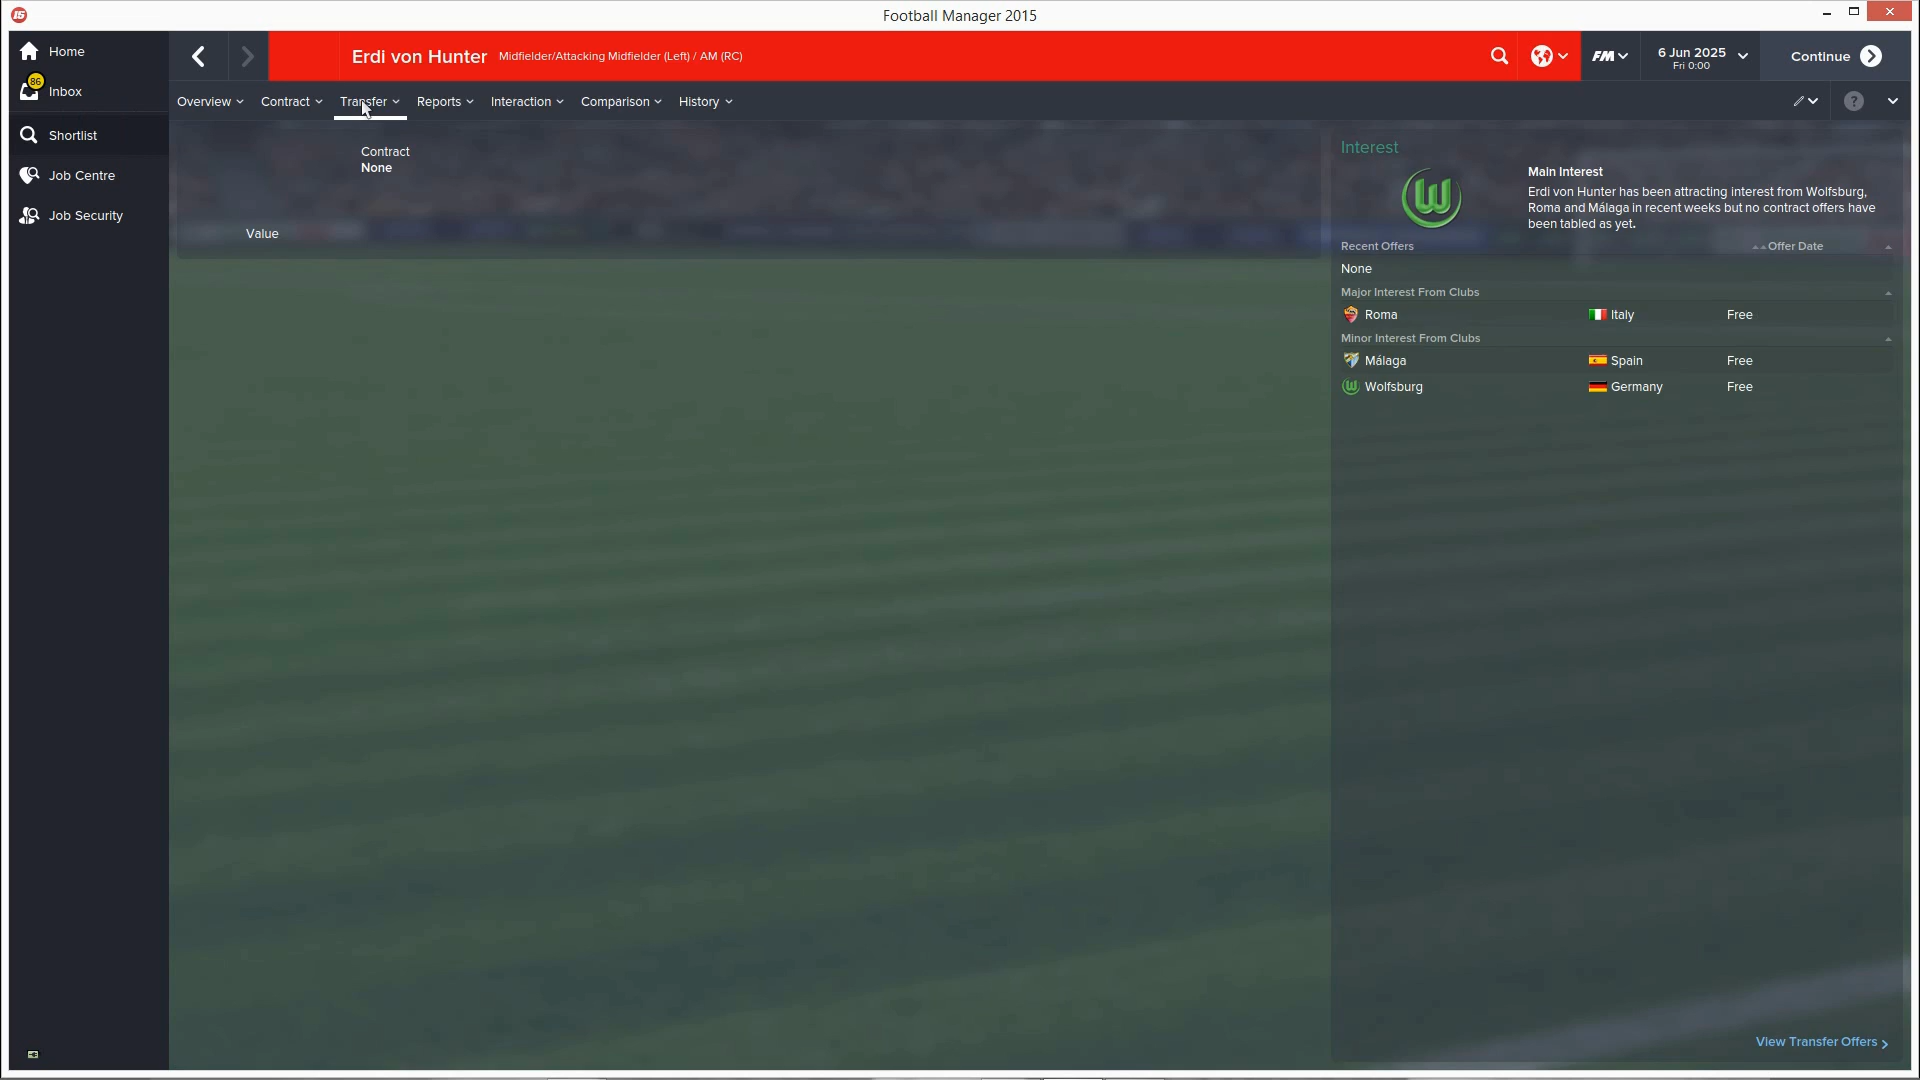 Football Manager 2015
Home
Inbox
86
Shortlist
Job Centre
Job Security
Erdi von Hunter Midfielder/Attacking Midfielder (Left) / AM (RC)
FM
6 Jun 2025
Fri 0:00
Continue
Overview Contract Transfer Reports Interaction Comparison History
?
Contract
None
Value
Interest
Main Interest
Erdi von Hunter has been attracting interest from Wolfsburg,
Roma and Málaga in recent weeks but no contract offers have
been tabled as yet.
Recent Offers Offer Date
None
Major Interest From Clubs
Roma Italy Free
Minor Interest From Clubs
Málaga Spain Free
Wolfsburg Germany Free
View Transfer Offers